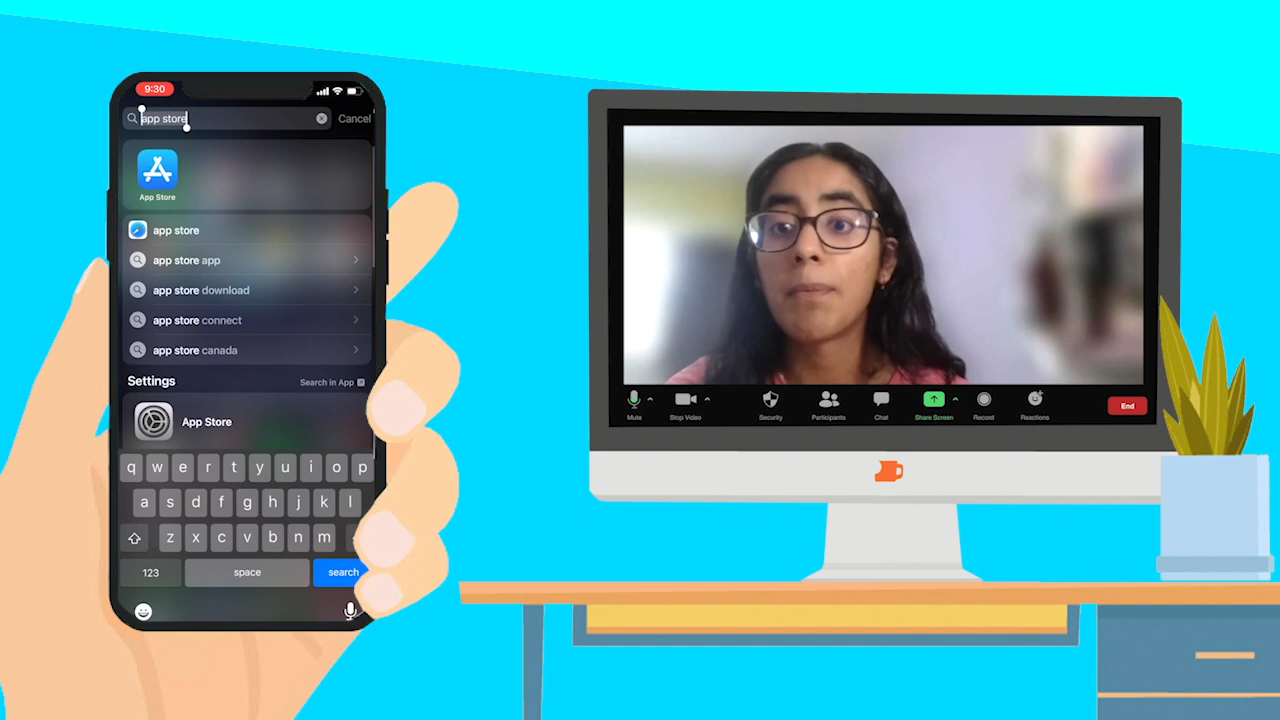 9:30
app store
Cancel
App Store
app store
app store app
app store download
app store connect
app store canada
Settings
Search in App
App Store
q w e r t y u i o p
a s d f g h j k l
z x c v b n m
123
space
search
Mute
Stop Video
Security
Participants
Chat
Share Screen
Record
Reactions
End